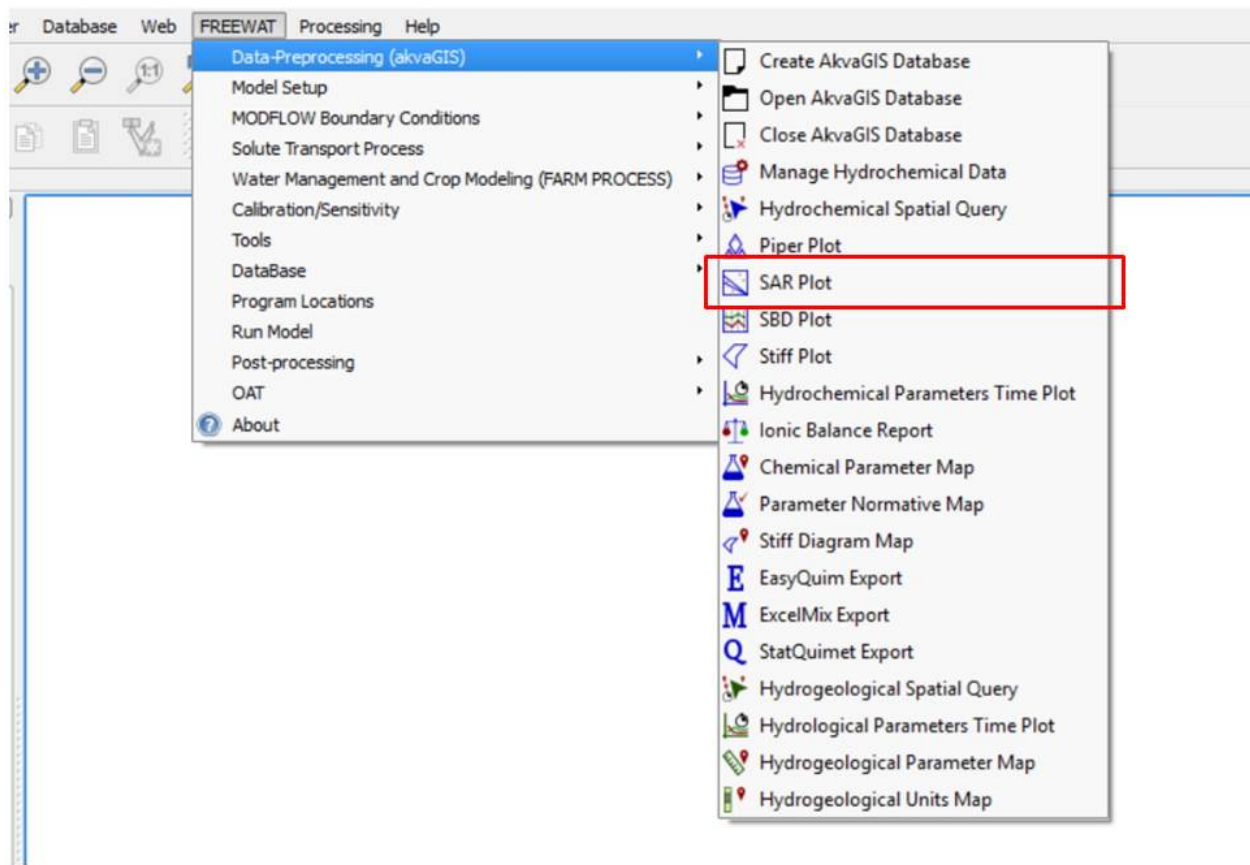 Database Web FREEWAT Processing Help
Data-Preprocessing (akvaGIS)
Model Setup
MODFLOW Boundary Conditions
Solute Transport Process
Water Management and Crop Modeling (FARM PROCESS)
Calibration/Sensitivity
Tools
DataBase
Program Locations
Run Model
Post-processing
OAT
About
Create AkvaGIS Database
Open AkvaGIS Database
Close AkvaGIS Database
Manage Hydrochemical Data
Hydrochemical Spatial Query
Piper Plot
SAR Plot
SBD Plot
Stiff Plot
Hydrochemical Parameters Time Plot
Ionic Balance Report
Chemical Parameter Map
Parameter Normative Map
Stiff Diagram Map
E EasyQuim Export
M ExcelMix Export
Q StatQuimet Export
Hydrogeological Spatial Query
Hydrological Parameters Time Plot
Hydrogeological Parameter Map
Hydrogeological Units Map
1:1